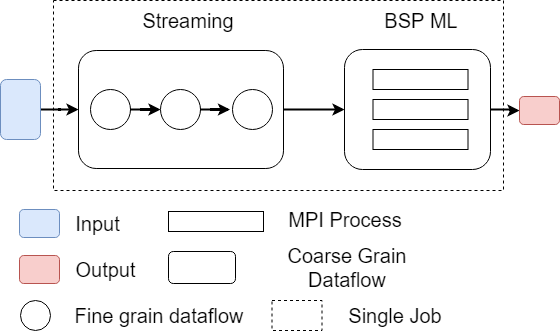 Streaming
BSP ML
Input
MPI Process
Output
Coarse Grain
Dataflow
Fine grain dataflow
Single Job